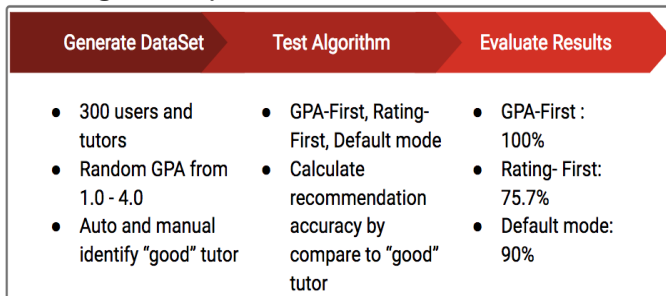 Generate DataSet
Test Algorithm
Evaluate Results
● 300 users and
tutors
● Random GPA from
1.0 - 4.0
● Auto and manual
identify “good” tutor
● GPA-First, Rating-
First, Default mode
● Calculate
recommendation
accuracy by
compare to “good”
tutor
● GPA-First :
100%
● Rating- First:
75.7%
● Default mode:
90%